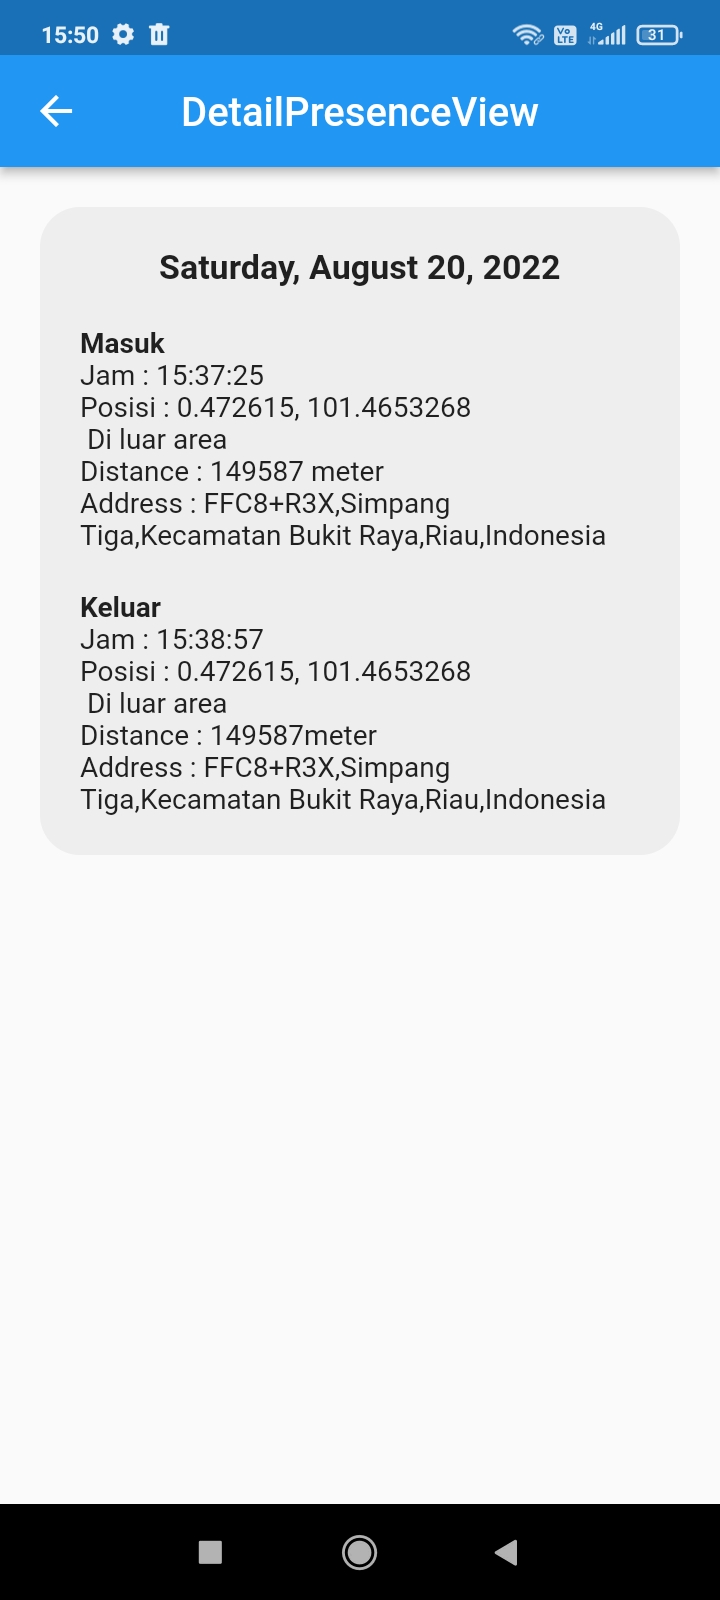 15:50
4G
Vo
LTE
31
DetailPresenceView
Saturday, August 20, 2022
Masuk
Jam : 15:37:25
Posisi : 0.472615, 101.4653268
Di luar area
Distance : 149587 meter
Address : FFC8+R3X,Simpang
Tiga,Kecamatan Bukit Raya,Riau,Indonesia
Keluar
Jam : 15:38:57
Posisi : 0.472615, 101.4653268
Di luar area
Distance : 149587meter
Address : FFC8+R3X,Simpang
Tiga,Kecamatan Bukit Raya,Riau,Indonesia